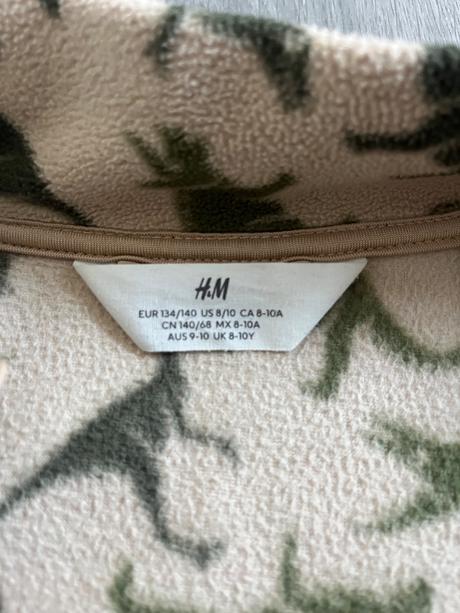 H&M
EUR 134/140 US 8/10 CA 8-10A
CN 140/68 MX 8-10A
AUS 9-10 UK 8-10Y